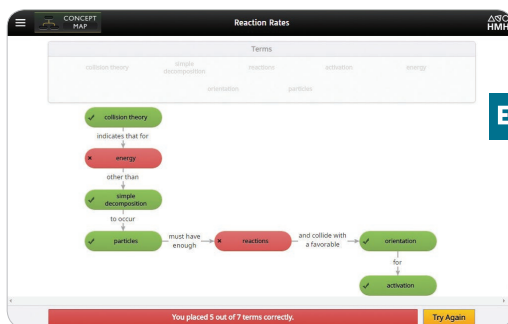 CONCEPT
MAP
Reaction Rates
HMH
Terms
collision theory
simple
decomposition
reactions
activation
energy
orientation
particles
collision theory
indicates that for
energy
other than
simple
decomposition
to occur
particles
must have
enough
reactions
and collide with
a favorable
orientation
for
activation
E
You placed 5 out of 7 terms correctly.
Try Again